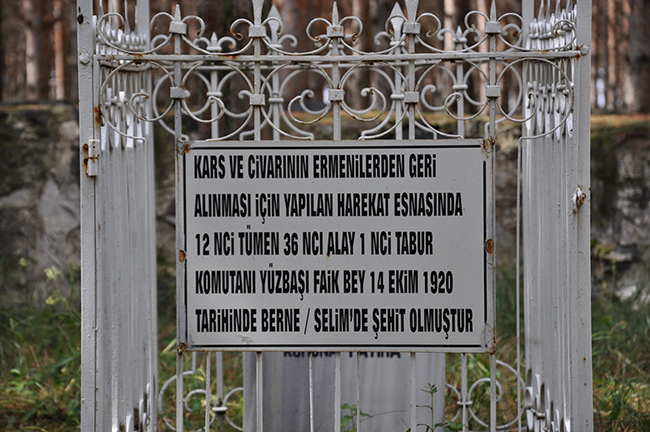 KARS VE CİVARININ ERMENİLERDEN GERİ
ALINMASI İÇİN YAPILAN HAREKAT ESNASINDA
12 NCİ TÜMEN 36 NCI ALAY 1 NCİ TABUR
KOMUTANI YÜZBAŞI FAİK BEY 14 EKİM 1920
TARİHİNDE BERNE / SELİM'DE ŞEHİT OLMUŞTUR